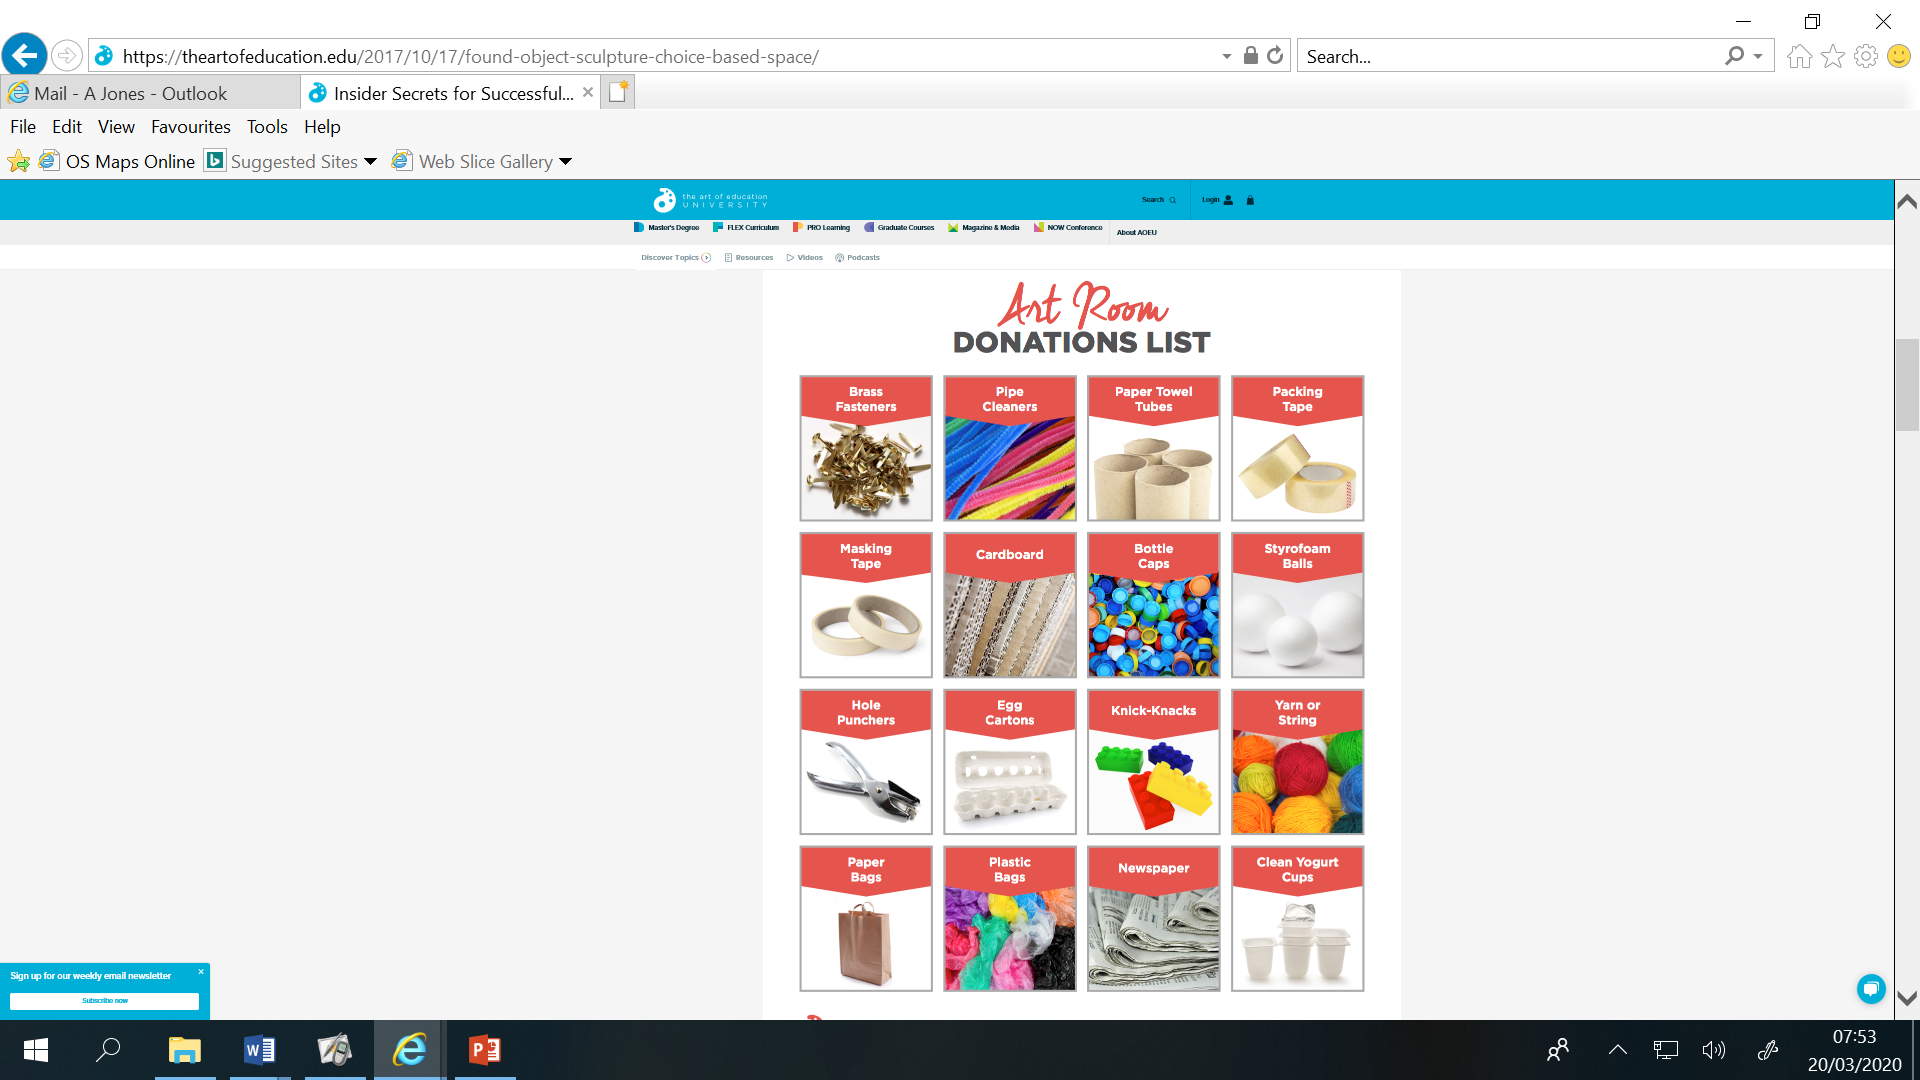 https://theartofeducation.edu/2017/10/17/found-object-sculpture-choice-based-space/
Search...
Mail - A Jones - Outlook
Insider Secrets for Successful...
File Edit View Favourites Tools Help
OS Maps Online Suggested Sites Web Slice Gallery
the art of education
UNIVERSITY
Search
Login
Master's Degree FLEX Curriculum PRO Learning Graduate Courses Magazine & Media NOW Conference About AOEU
Discover Topics Resources Videos Podcasts
Art Room
DONATIONS LIST
Brass
Fasteners
Pipe
Cleaners
Paper Towel
Tubes
Packing
Tape
Masking
Tape
Cardboard
Bottle
Caps
Styrofoam
Balls
Hole
Punchers
Egg
Cartons
Knick-Knacks
Yarn or
String
Paper
Bags
Plastic
Bags
Newspaper
Clean Yogurt
Cups
Sign up for our weekly email newsletter
Subscribe now
07:53
20/03/2020